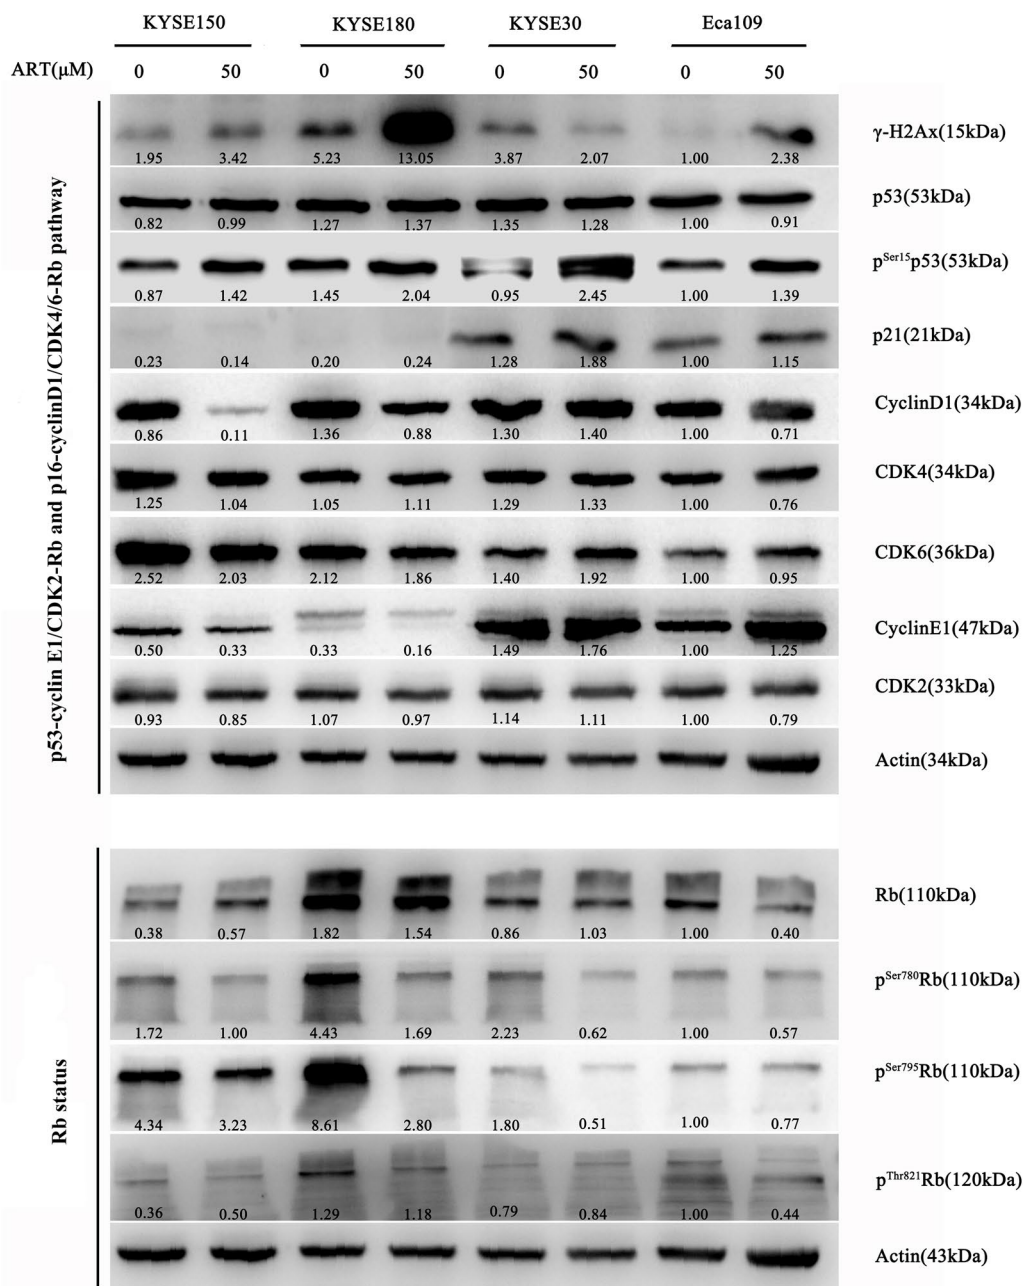 KYSE150 KYSE180 KYSE30 Eca109
ART(μM) 0 50 0 50 0 50 0 50
p53-cyclin E1/CDK2-Rb and p16-cyclinD1/CDK4/6-Rb pathway
γ-H2Ax(15kDa)
1.95 3.42 5.23 13.05 3.87 2.07 1.00 2.38
p53(53kDa)
0.82 0.99 1.27 1.37 1.35 1.28 1.00 0.91
pSer15p53(53kDa)
0.87 1.42 1.45 2.04 0.95 2.45 1.00 1.39
p21(21kDa)
0.23 0.14 0.20 0.24 1.28 1.88 1.00 1.15
CyclinD1(34kDa)
0.86 0.11 1.36 0.88 1.30 1.40 1.00 0.71
CDK4(34kDa)
1.25 1.04 1.05 1.11 1.29 1.33 1.00 0.76
CDK6(36kDa)
2.52 2.03 2.12 1.86 1.40 1.92 1.00 0.95
CyclinE1(47kDa)
0.50 0.33 0.33 0.16 1.49 1.76 1.00 1.25
CDK2(33kDa)
0.93 0.85 1.07 0.97 1.14 1.11 1.00 0.79
Actin(34kDa)
Rb status
Rb(110kDa)
0.38 0.57 1.82 1.54 0.86 1.03 1.00 0.40
pSer780Rb(110kDa)
1.72 1.00 4.43 1.69 2.23 0.62 1.00 0.57
pSer795Rb(110kDa)
4.34 3.23 8.61 2.80 1.80 0.51 1.00 0.77
pThr821Rb(120kDa)
0.36 0.50 1.29 1.18 0.79 0.84 1.00 0.44
Actin(43kDa)